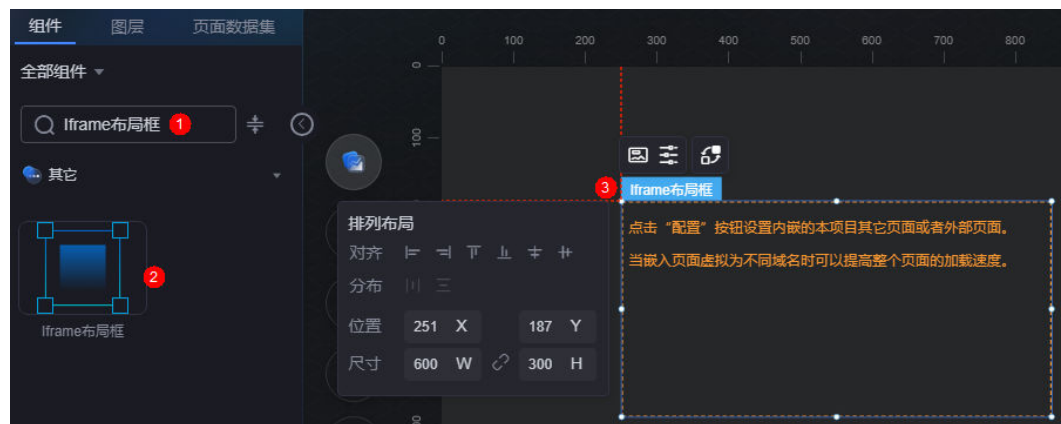 组件 图层 页面数据集
全部组件
Iframe布局框 1
其它
2
Iframe布局框
0 100 200 300 400 500 600 700 800
0
100
3 Iframe布局框
点击“配置”按钮设置内嵌的本项目其它页面或者外部页面。
当嵌入页面虚拟为不同域名时可以提高整个页面的加载速度。
排列布局
对齐
分布
位置 251 X 187 Y
尺寸 600 W 300 H